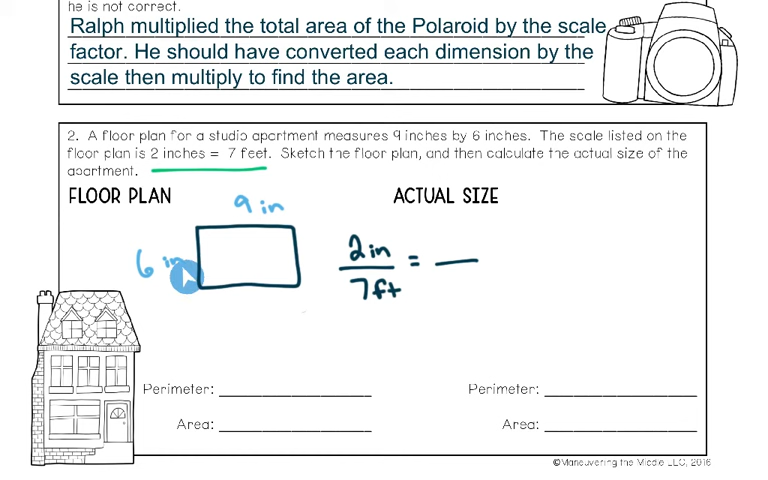 he is not correct.
Ralph multiplied the total area of the Polaroid by the scale
factor. He should have converted each dimension by the
scale then multiply to find the area.
2. A floor plan for a studio apartment measures 9 inches by 6 inches. The scale listed on the
floor plan is 2 inches = 7 feet. Sketch the floor plan, and then calculate the actual size of the
apartment.
FLOOR PLAN ACTUAL SIZE
9 in
6 in
2in
7ft
=
Perimeter: Perimeter:
Area: Area:
©Maneuvering the Middle LLC, 2016